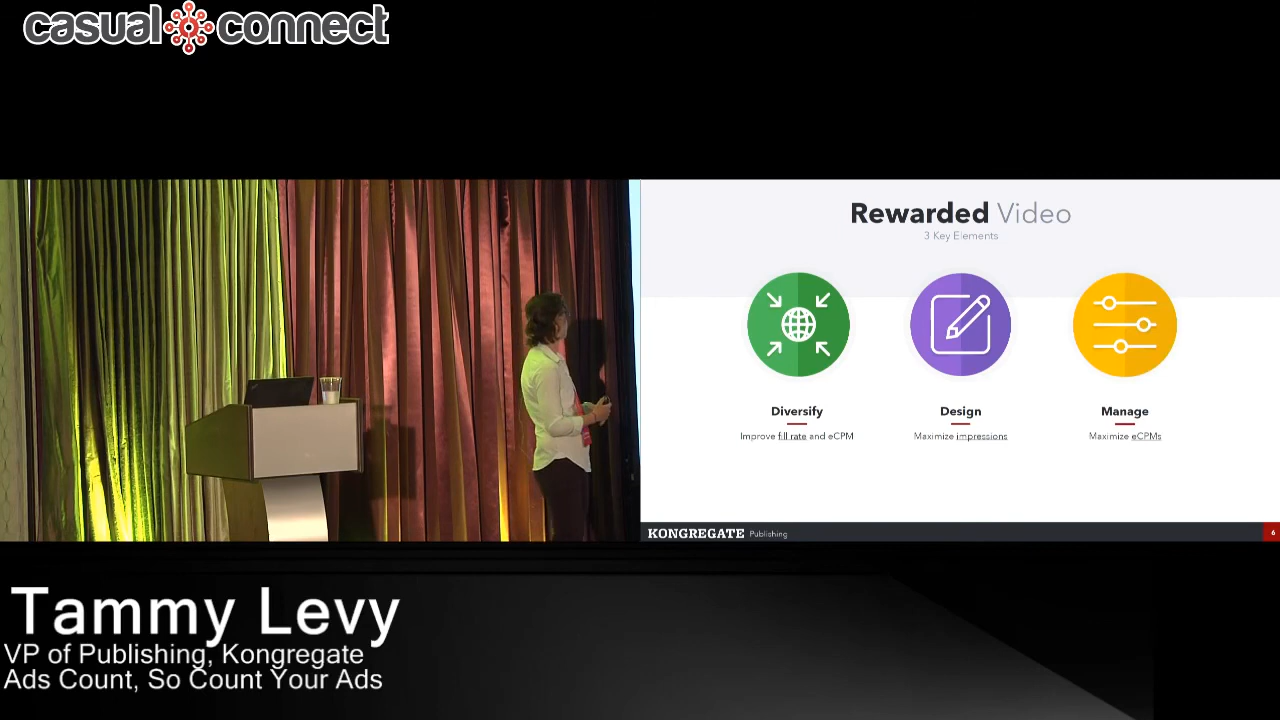 casual connect
Rewarded Video
3 Key Elements
Diversify
Improve fill rate and eCPM
Design
Maximize impressions
Manage
Maximize eCPMs
KONGREGATE Publishing
6
Tammy Levy
VP of Publishing, Kongregate
Ads Count, So Count Your Ads